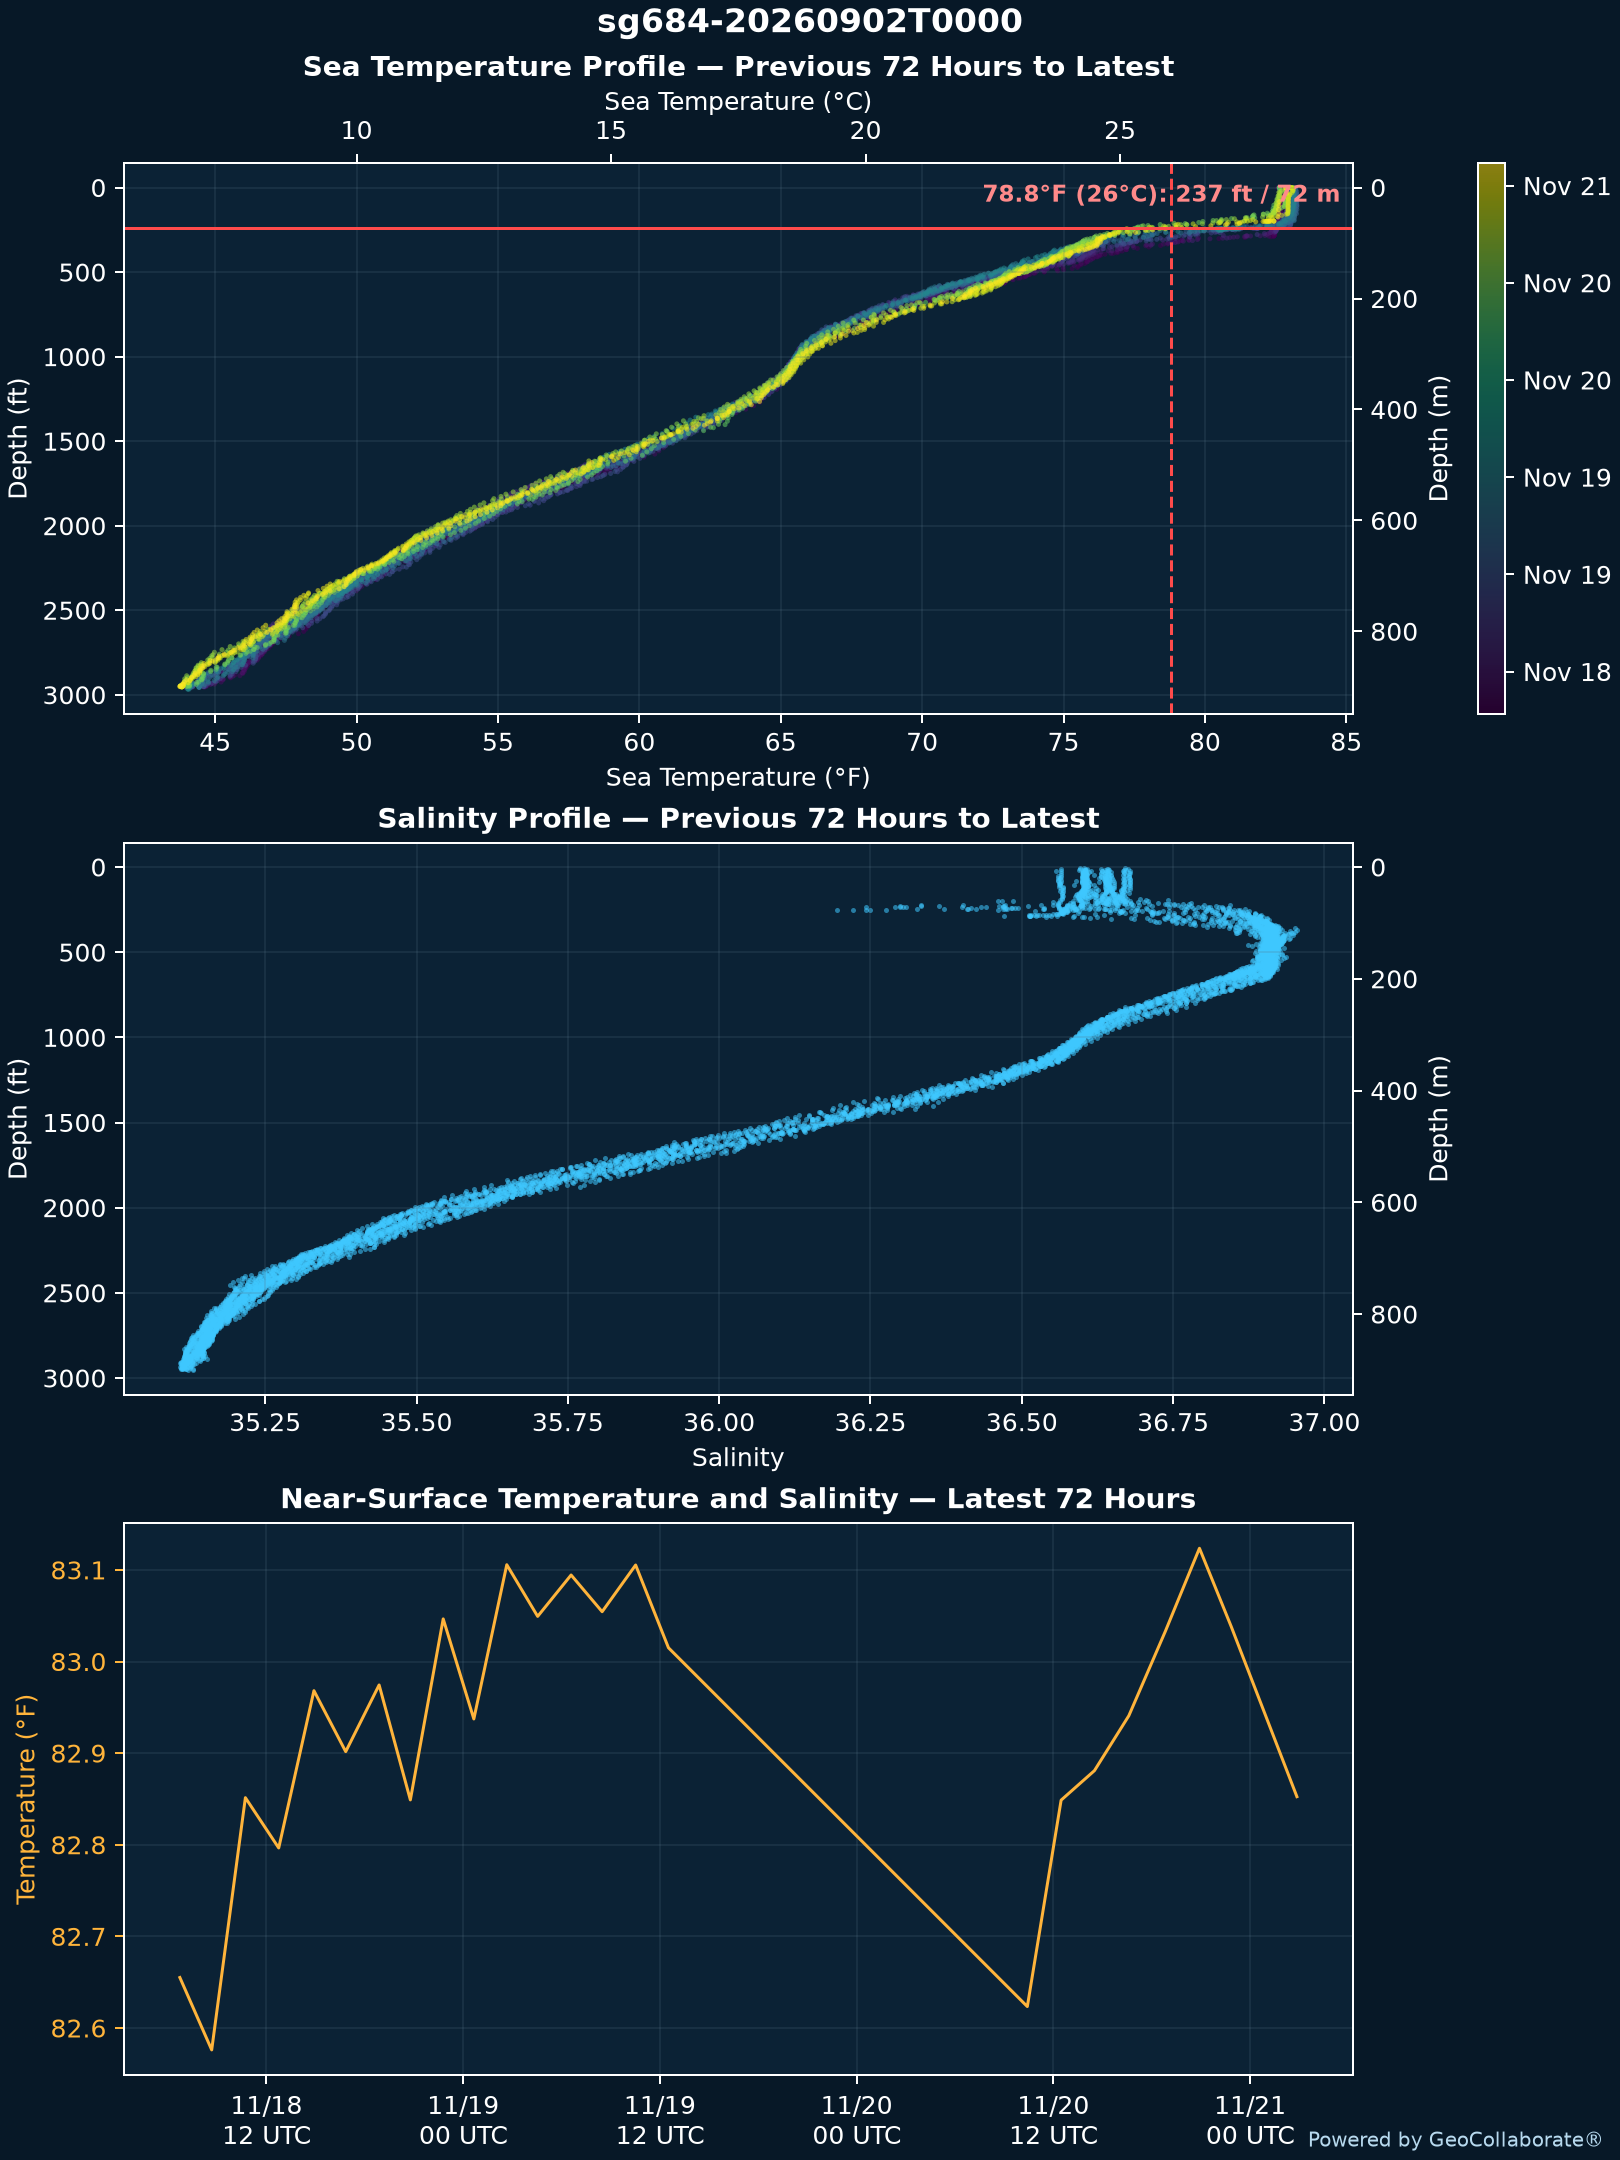 sg684-20260902T0000
Sea Temperature Profile — Previous 72 Hours to Latest
Sea Temperature (°C)
10 15 20 25
78.8°F (26°C): 237 ft / 72 m
0 500 1000 1500 2000 2500 3000
Depth (ft)
0 200 400 600 800
Depth (m)
45 50 55 60 65 70 75 80 85
Sea Temperature (°F)
Nov 21
Nov 20
Nov 20
Nov 19
Nov 19
Nov 18
Salinity Profile — Previous 72 Hours to Latest
0 500 1000 1500 2000 2500 3000
Depth (ft)
0 200 400 600 800
Depth (m)
35.25 35.50 35.75 36.00 36.25 36.50 36.75 37.00
Salinity
Near-Surface Temperature and Salinity — Latest 72 Hours
83.1 83.0 82.9 82.8 82.7 82.6
Temperature (°F)
11/18 11/19 11/19 11/20 11/20 11/21
12 UTC 00 UTC 12 UTC 00 UTC 12 UTC 00 UTC
Powered by GeoCollaborate®